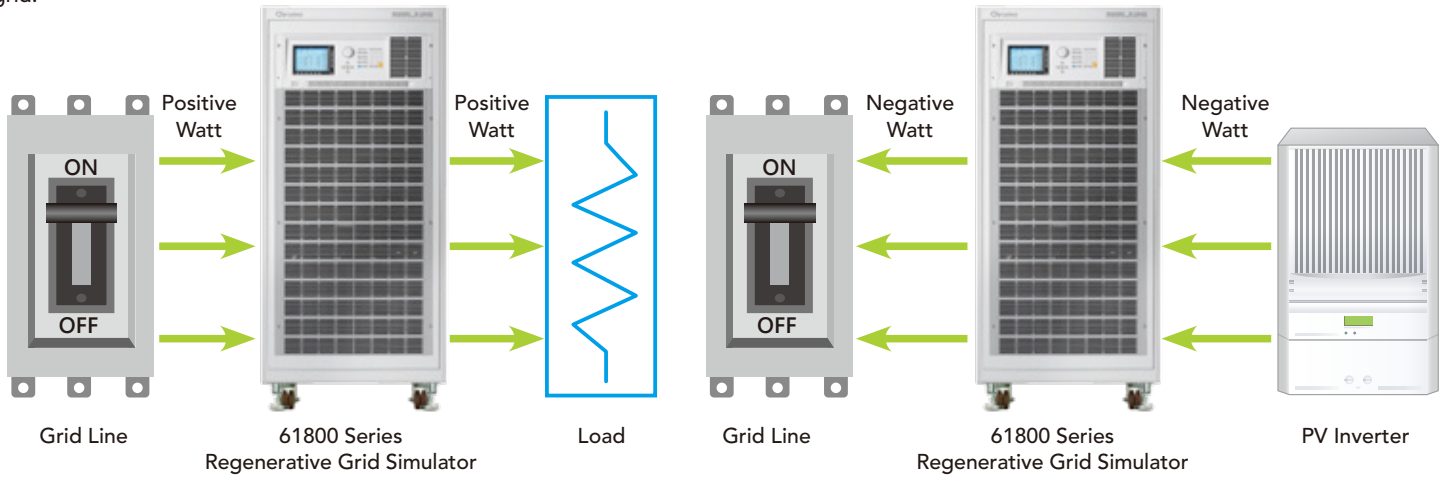 Positive
Watt
Positive
Watt
ON
OFF
Grid Line
61800 Series
Regenerative Grid Simulator
Load
Negative
Watt
Negative
Watt
ON
OFF
Grid Line
61800 Series
Regenerative Grid Simulator
PV Inverter